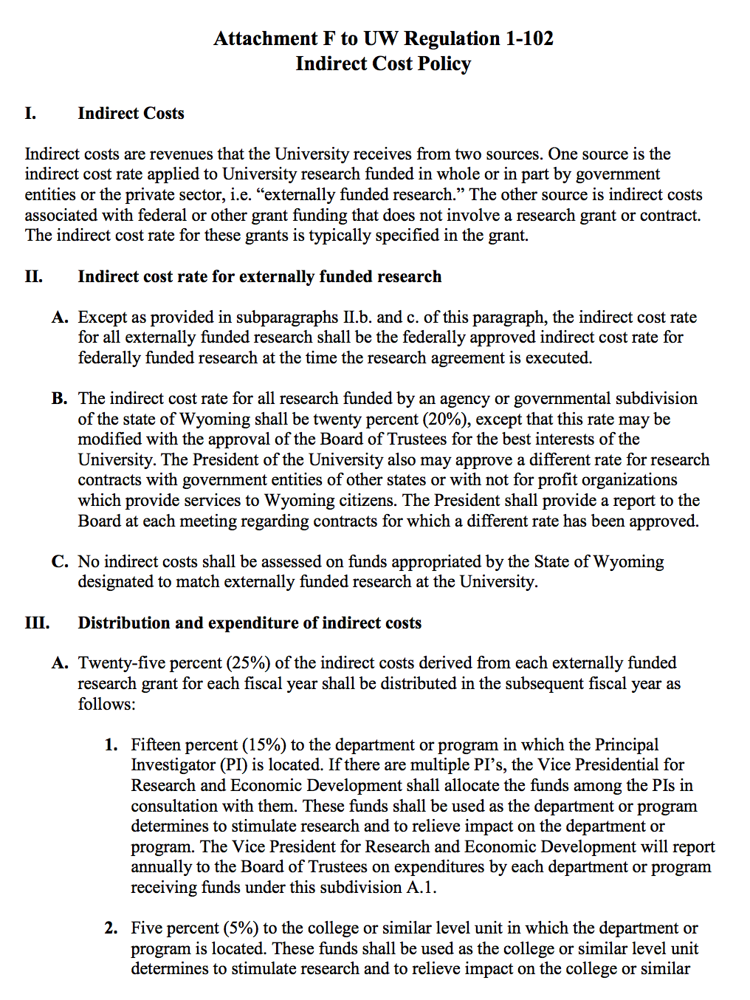 Attachment F to UW Regulation 1-102
Indirect Cost Policy
I. Indirect Costs
Indirect costs are revenues that the University receives from two sources. One source is the
indirect cost rate applied to University research funded in whole or in part by government
entities or the private sector, i.e. “externally funded research.” The other source is indirect costs
associated with federal or other grant funding that does not involve a research grant or contract.
The indirect cost rate for these grants is typically specified in the grant.
II. Indirect cost rate for externally funded research
A. Except as provided in subparagraphs II.b. and c. of this paragraph, the indirect cost rate
for all externally funded research shall be the federally approved indirect cost rate for
federally funded research at the time the research agreement is executed.
B. The indirect cost rate for all research funded by an agency or governmental subdivision
of the state of Wyoming shall be twenty percent (20%), except that this rate may be
modified with the approval of the Board of Trustees for the best interests of the
University. The President of the University also may approve a different rate for research
contracts with government entities of other states or with not for profit organizations
which provide services to Wyoming citizens. The President shall provide a report to the
Board at each meeting regarding contracts for which a different rate has been approved.
C. No indirect costs shall be assessed on funds appropriated by the State of Wyoming
designated to match externally funded research at the University.
III. Distribution and expenditure of indirect costs
A. Twenty-five percent (25%) of the indirect costs derived from each externally funded
research grant for each fiscal year shall be distributed in the subsequent fiscal year as
follows:
1. Fifteen percent (15%) to the department or program in which the Principal
Investigator (PI) is located. If there are multiple PI’s, the Vice Presidential for
Research and Economic Development shall allocate the funds among the PIs in
consultation with them. These funds shall be used as the department or program
determines to stimulate research and to relieve impact on the department or
program. The Vice President for Research and Economic Development will report
annually to the Board of Trustees on expenditures by each department or program
receiving funds under this subdivision A.1.
2. Five percent (5%) to the college or similar level unit in which the department or
program is located. These funds shall be used as the college or similar level unit
determines to stimulate research and to relieve impact on the college or similar